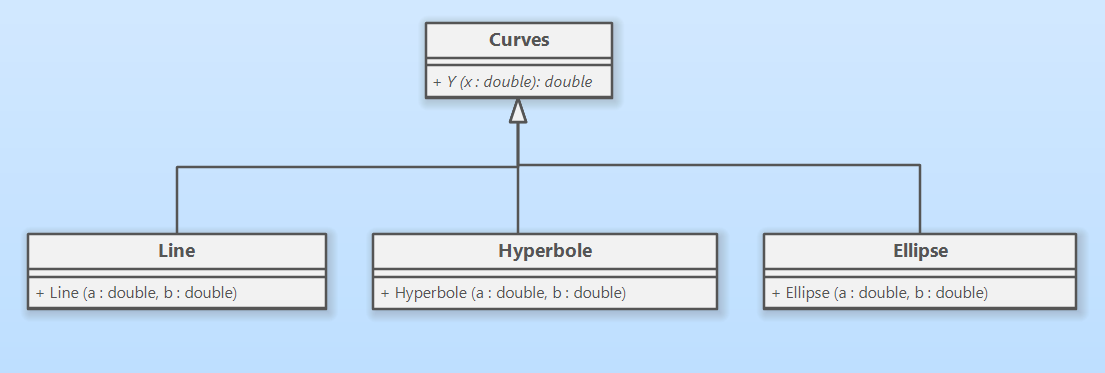 Curves
+ Y (x : double): double
Line
+ Line (a : double, b : double)
Hyperbole
+ Hyperbole (a : double, b : double)
Ellipse
+ Ellipse (a : double, b : double)